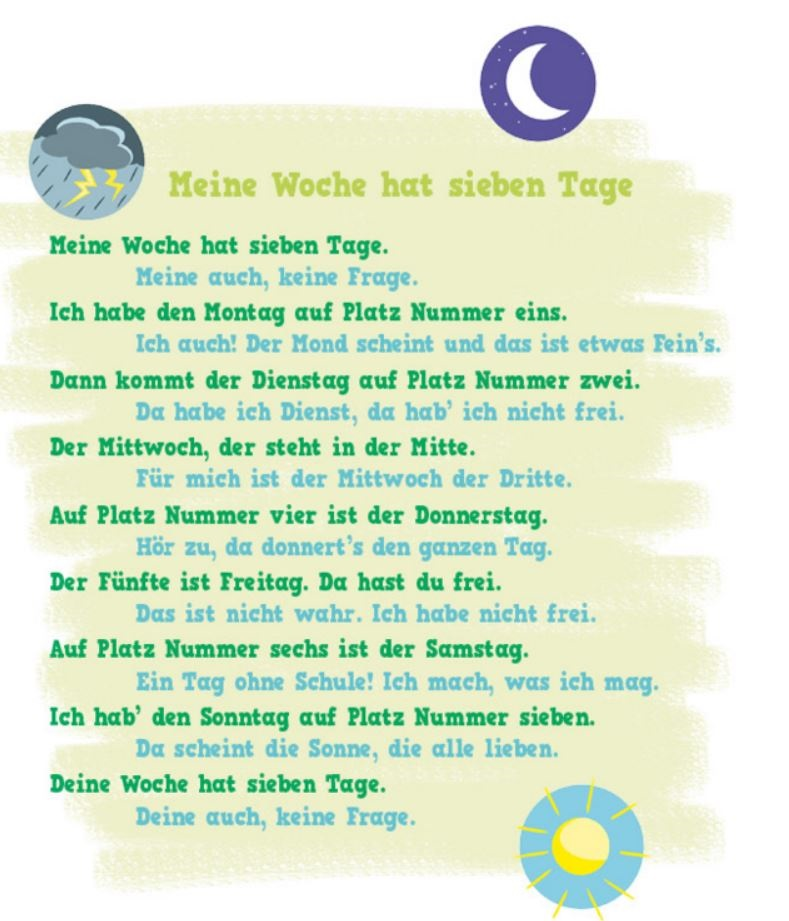 Meine Woche hat sieben Tage
Meine Woche hat sieben Tage.
Meine auch, keine Frage.
Ich habe den Montag auf Platz Nummer eins.
Ich auch! Der Mond scheint und das ist etwas Fein's.
Dann kommt der Dienstag auf Platz Nummer zwei.
Da habe ich Dienst, da hab' ich nicht frei.
Der Mittwoch, der steht in der Mitte.
Für mich ist der Mittwoch der Dritte.
Auf Platz Nummer vier ist der Donnerstag.
Hör zu, da donnert's den ganzen Tag.
Der Fünfte ist Freitag. Da hast du frei.
Das ist nicht wahr. Ich habe nicht frei.
Auf Platz Nummer sechs ist der Samstag.
Ein Tag ohne Schule! Ich mach, was ich mag.
Ich hab' den Sonntag auf Platz Nummer sieben.
Da scheint die Sonne, die alle lieben.
Deine Woche hat sieben Tage.
Deine auch, keine Frage.